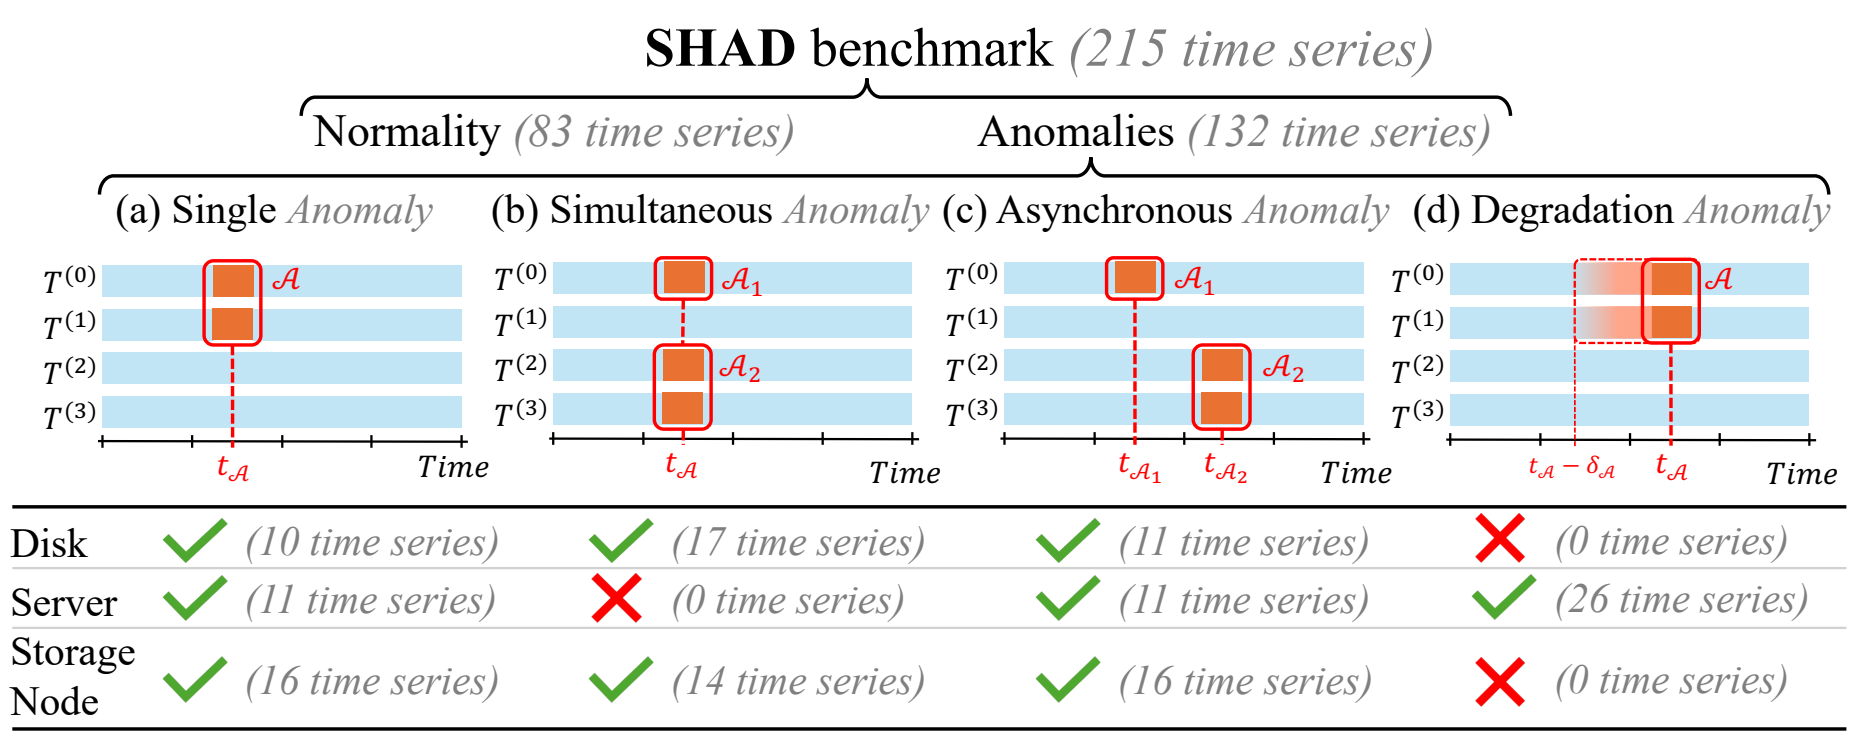 SHAD benchmark (215 time series)
Normality (83 time series) Anomalies (132 time series)
(a) Single Anomaly (b) Simultaneous Anomaly (c) Asynchronous Anomaly (d) Degradation Anomaly
T⁽⁰⁾ 𝒜 T⁽⁰⁾ 𝒜₁ T⁽⁰⁾ 𝒜₁ T⁽⁰⁾ 𝒜
T⁽¹⁾ T⁽¹⁾ T⁽¹⁾ T⁽¹⁾
T⁽²⁾ T⁽²⁾ 𝒜₂ T⁽²⁾ 𝒜₂ T⁽²⁾
T⁽³⁾ T⁽³⁾ T⁽³⁾ T⁽³⁾
t𝒜 Time t𝒜 Time t𝒜₁ t𝒜₂ Time t𝒜 − δ𝒜 t𝒜 Time
Disk (10 time series) (17 time series) (11 time series) (0 time series)
Server (11 time series) (0 time series) (11 time series) (26 time series)
Storage
Node (16 time series) (14 time series) (16 time series) (0 time series)